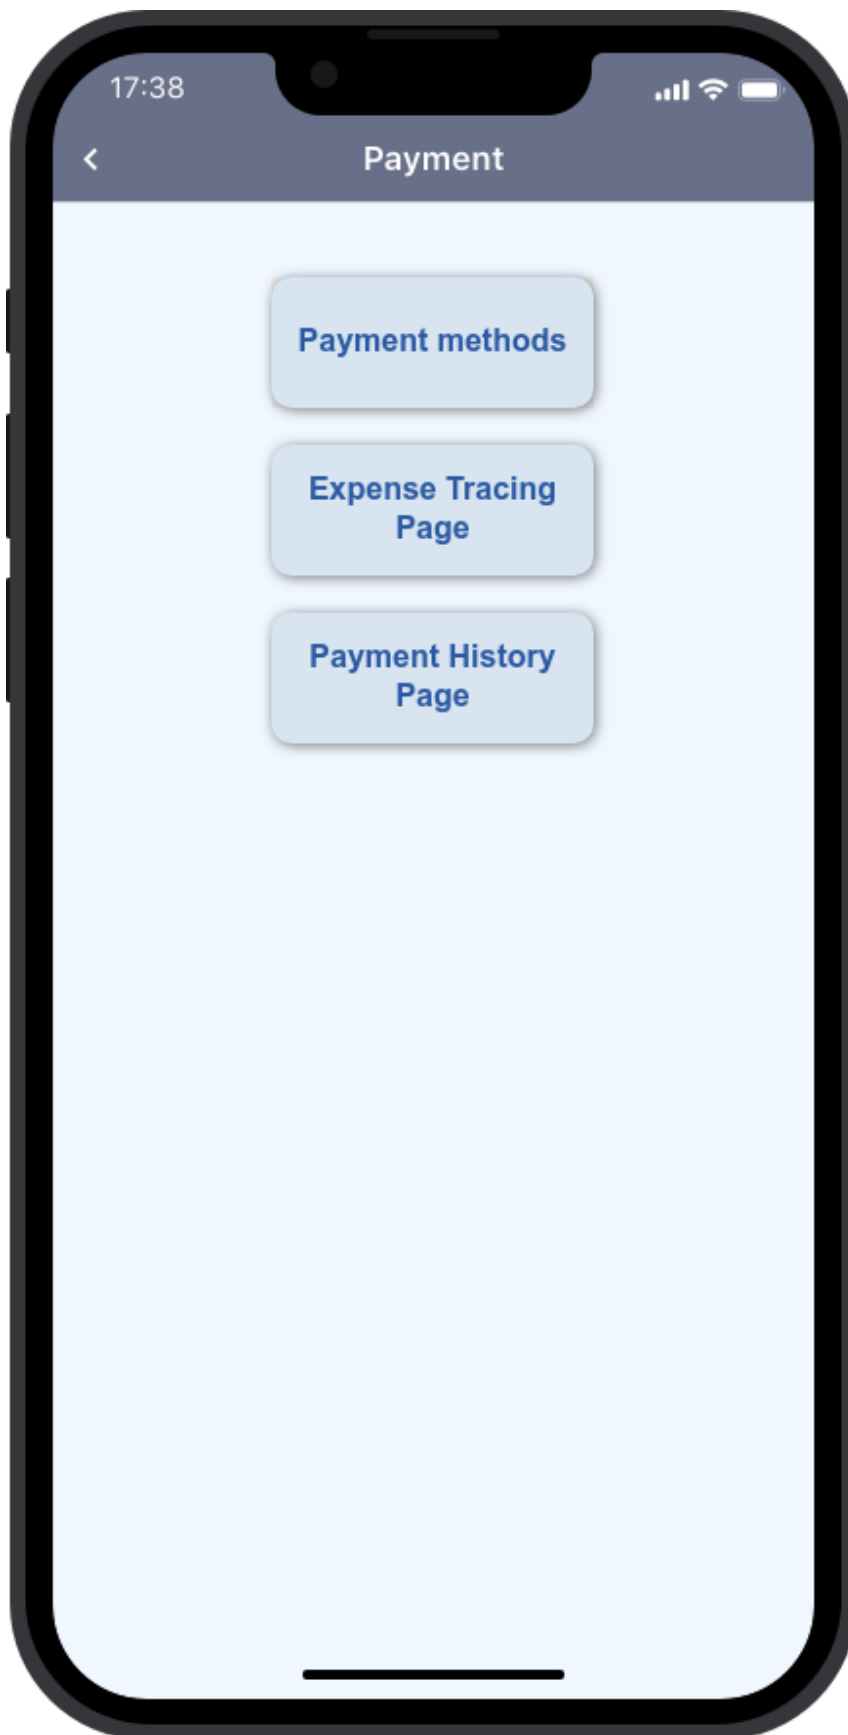 17:38
Payment
Payment methods
Expense Tracing
Page
Payment History
Page